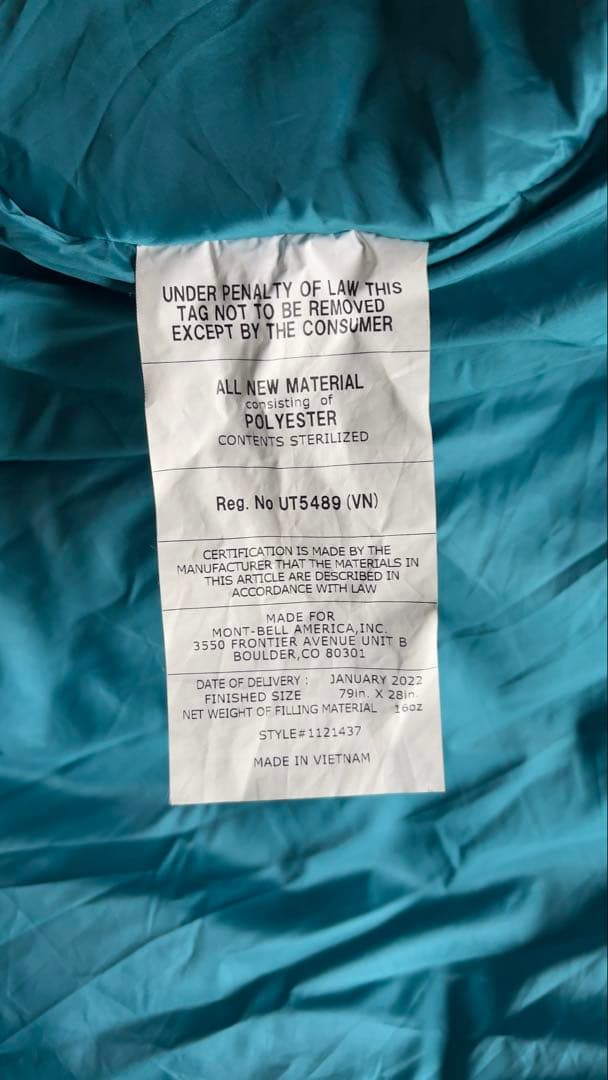 UNDER PENALTY OF LAW THIS
TAG NOT TO BE REMOVED
EXCEPT BY THE CONSUMER
ALL NEW MATERIAL
consisting of
POLYESTER
CONTENTS STERILIZED
Reg. No UT5489 (VN)
CERTIFICATION IS MADE BY THE
MANUFACTURER THAT THE MATERIALS IN
THIS ARTICLE ARE DESCRIBED IN
ACCORDANCE WITH LAW
MADE FOR
MONT-BELL AMERICA,INC.
3550 FRONTIER AVENUE UNIT B
BOULDER,CO 80301
DATE OF DELIVERY : JANUARY 2022
FINISHED SIZE 79in. X 28in.
NET WEIGHT OF FILLING MATERIAL 16oz
STYLE#1121437
MADE IN VIETNAM